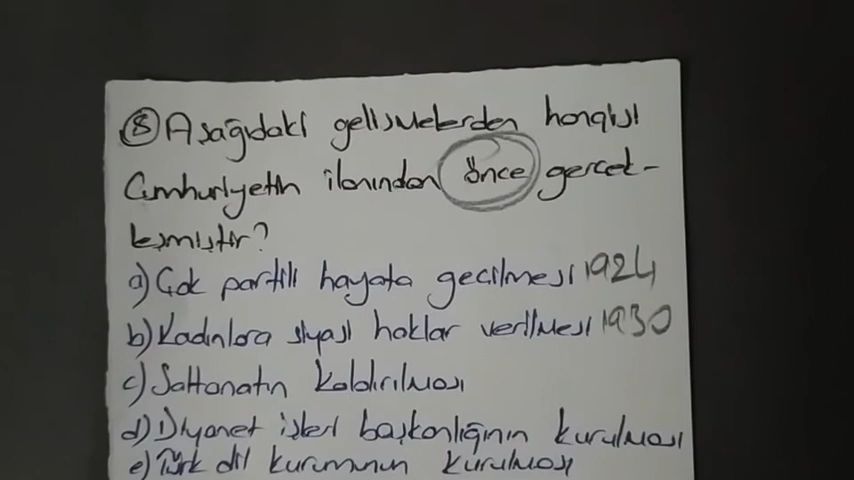 8 Aşağıdaki gelişmelerden hangisi
Cumhuriyetin ilanından önce gerçek-
leşmiştir?
a) Çok partili hayata geçilmesi 1924
b) Kadınlara siyasi haklar verilmesi 1930
c) Saltanatın kaldırılması
d) Diyanet işleri başkanlığının kurulması
e) Türk dil kurumunun kurulması